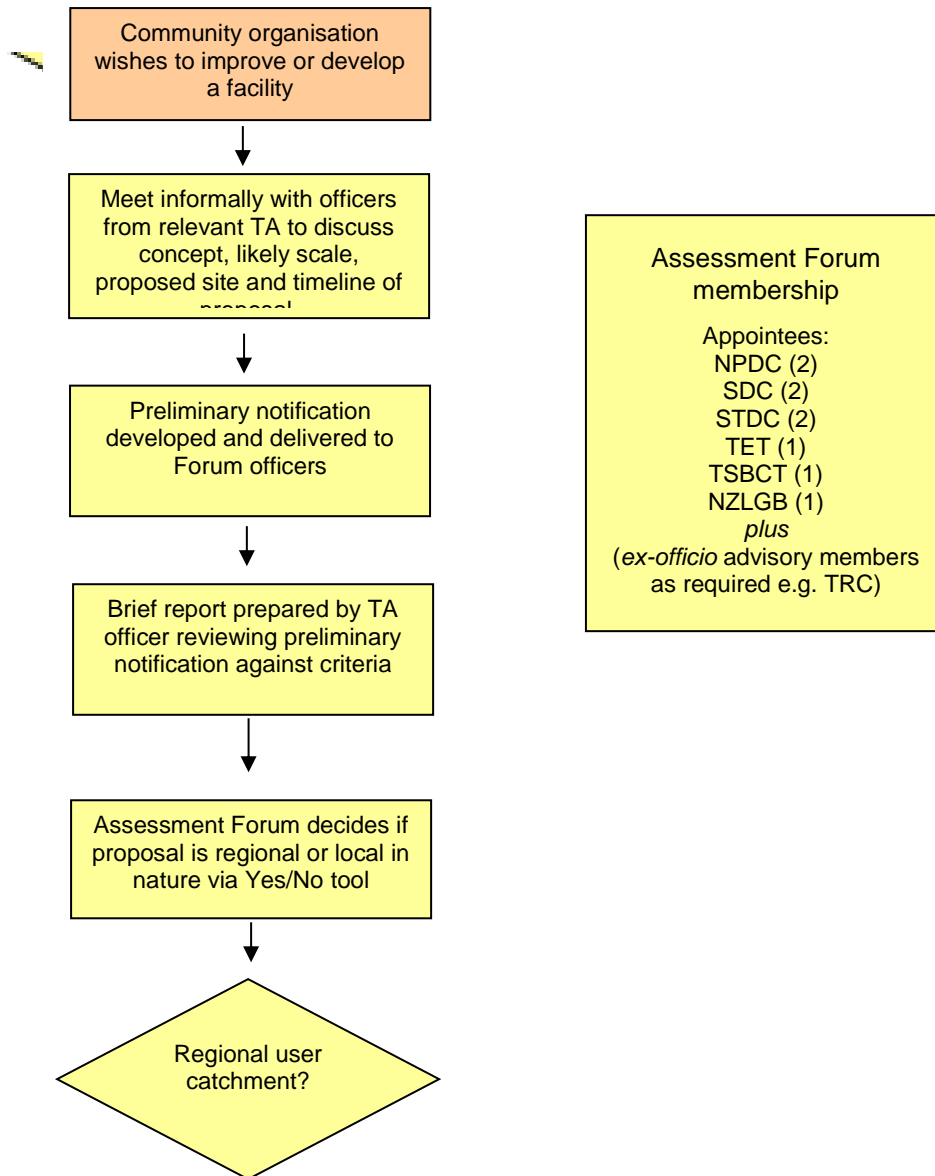 Community organisation
wishes to improve or develop
a facility
Meet informally with officers
from relevant TA to discuss
concept, likely scale,
proposed site and timeline of
proposal
Preliminary notification
developed and delivered to
Forum officers
Brief report prepared by TA
officer reviewing preliminary
notification against criteria
Assessment Forum decides if
proposal is regional or local in
nature via Yes/No tool
Regional user
catchment?
Assessment Forum
membership
Appointees:
NPDC (2)
SDC (2)
STDC (2)
TET (1)
TSBCT (1)
NZLGB (1)
plus
(ex-officio advisory members
as required e.g. TRC)